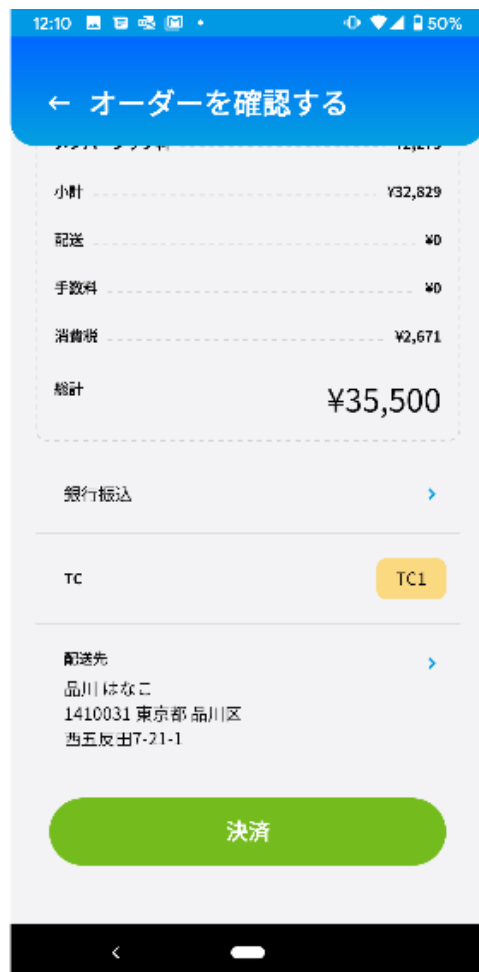 12:10
50%
← オーダーを確認する
小計 ¥32,829
配送 ¥0
手数料 ¥0
消費税 ¥2,671
総計 ¥35,500
銀行振込
TC TC1
配送先
品川 はなこ
1410031 東京都 品川区
西五反田7-21-1
決済